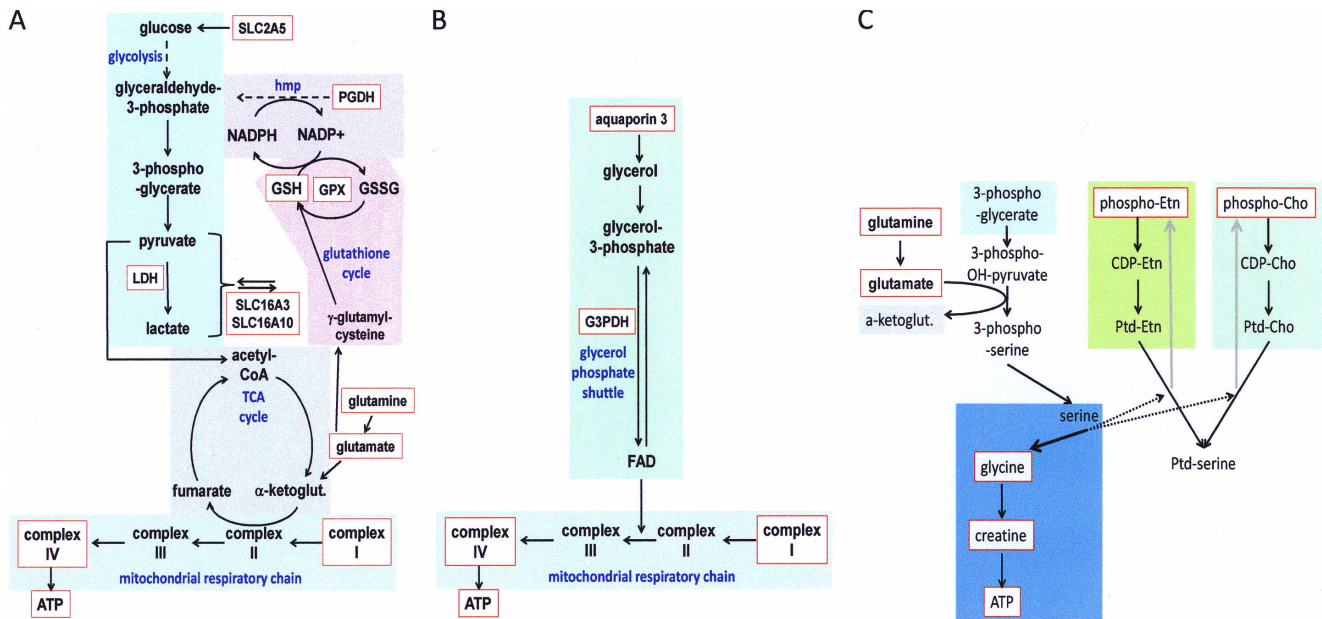 A
glucose
SLC2A5
glycolysis
glyceraldehyde-
3-phosphate
hmp
PGDH
NADPH
NADP+
3-phospho
-glycerate
GSH
GPX
GSSG
glutathione
cycle
pyruvate
LDH
SLC16A3
SLC16A10
lactate
γ-glutamyl-
cysteine
acetyl-
CoA
TCA
cycle
glutamine
glutamate
fumarate
α-ketoglut.
complex
IV
complex
III
complex
II
complex
I
mitochondrial respiratory chain
ATP
B
aquaporin 3
glycerol
glycerol-
3-phosphate
G3PDH
glycerol
phosphate
shuttle
FAD
complex
IV
complex
III
complex
II
complex
I
mitochondrial respiratory chain
ATP
C
glutamine
glutamate
a-ketoglut.
3-phospho
-glycerate
3-phospho-
OH-pyruvate
3-phospho
-serine
phospho-Etn
CDP-Etn
Ptd-Etn
phospho-Cho
CDP-Cho
Ptd-Cho
serine
Ptd-serine
glycine
creatine
ATP